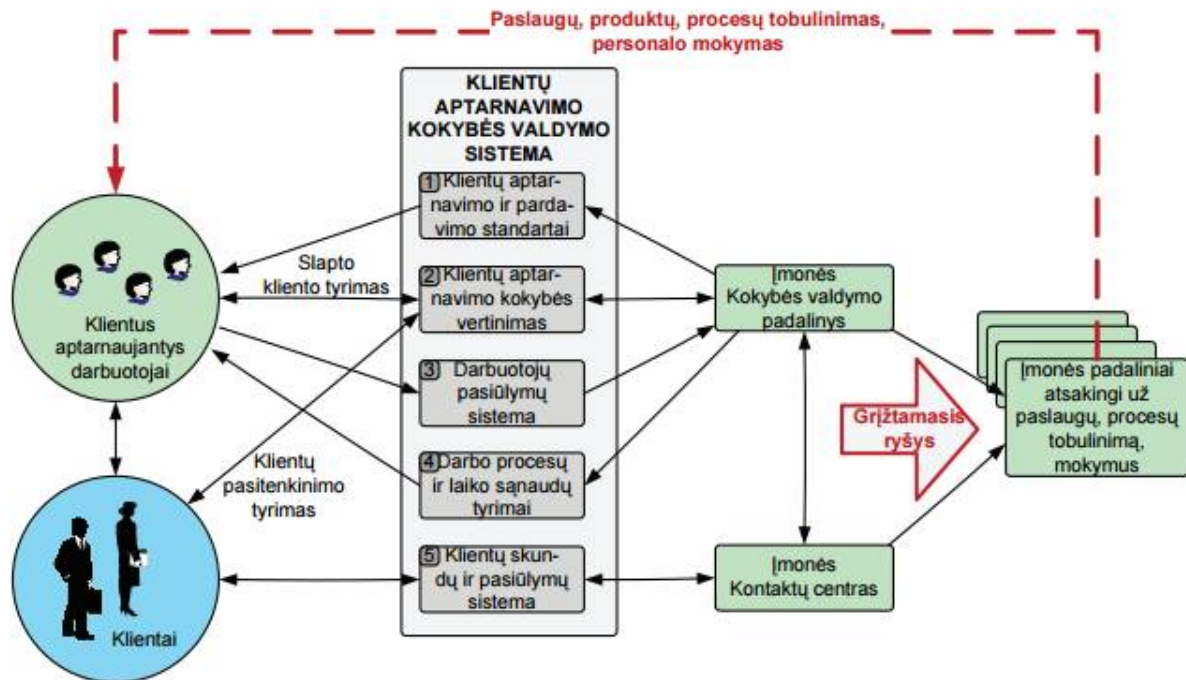 Paslaugų, produktų, procesų tobulinimas,
personalo mokymas
KLIENTŲ
APTARNAVIMO
KOKYBĖS VALDYMO
SISTEMA
1 Klientų aptar-
navimo ir parda-
vimo standartai
Slapto
kliento tyrimas
2 Klientų aptar-
navimo kokybės
vertinimas
Įmonės
Kokybės valdymo
padalinys
Klientus
aptarnaujantys
darbuotojai
3 Darbuotojų
pasiūlymų
sistema
Grįžtamasis
ryšys
Įmonės padaliniai
atsakingi už
paslaugų, procesų
tobulinimą,
mokymus
Klientų
pasitenkinimo
tyrimas
4 Darbo procesų
ir laiko sąnaudų
tyrimai
5 Klientų skun-
dų ir pasiūlymų
sistema
Įmonės
Kontaktų centras
Klientai